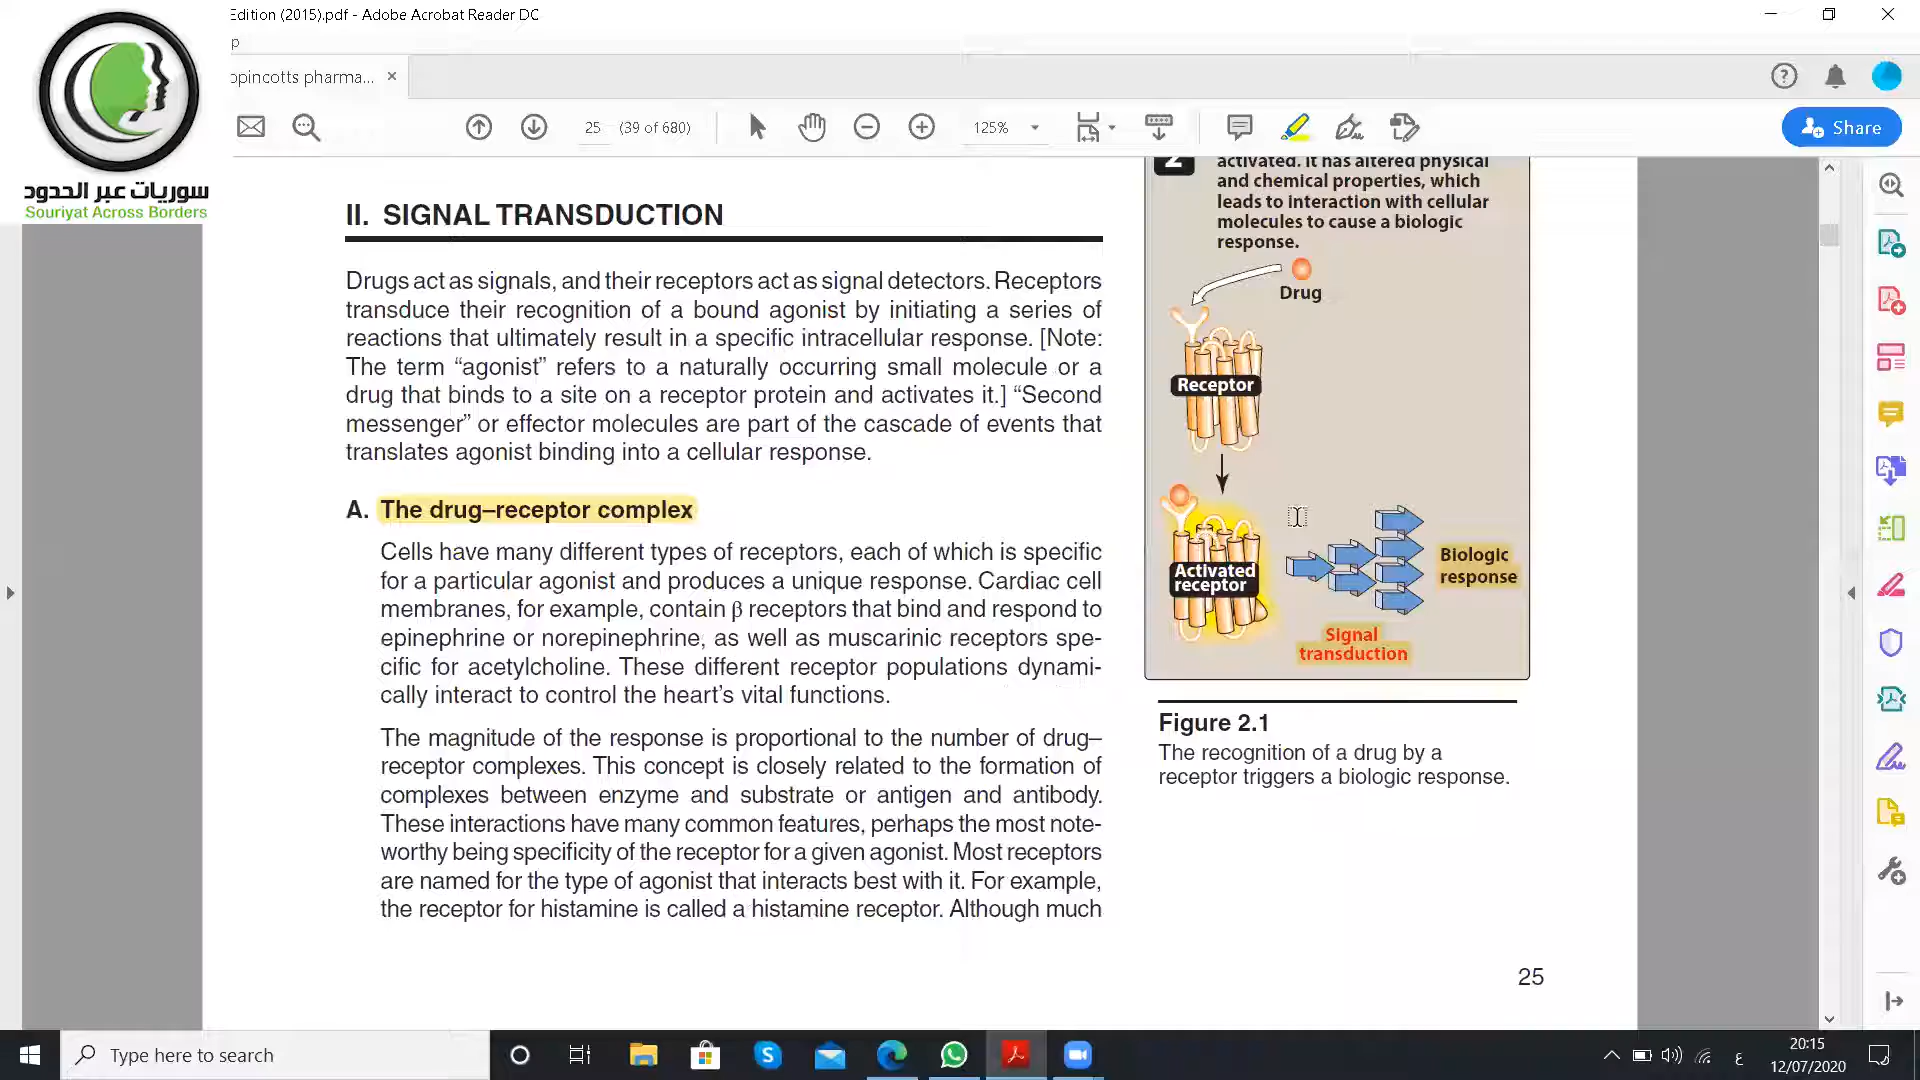 Edition (2015).pdf - Adobe Acrobat Reader DC
p
opincotts pharma...
25 (39 of 680)
125%
Share
سوريات عبر الحدود
Souriyat Across Borders
II. SIGNAL TRANSDUCTION
Drugs act as signals, and their receptors act as signal detectors. Receptors
transduce their recognition of a bound agonist by initiating a series of
reactions that ultimately result in a specific intracellular response. [Note:
The term “agonist” refers to a naturally occurring small molecule or a
drug that binds to a site on a receptor protein and activates it.] “Second
messenger” or effector molecules are part of the cascade of events that
translates agonist binding into a cellular response.
A. The drug–receptor complex
Cells have many different types of receptors, each of which is specific
for a particular agonist and produces a unique response. Cardiac cell
membranes, for example, contain β receptors that bind and respond to
epinephrine or norepinephrine, as well as muscarinic receptors spe-
cific for acetylcholine. These different receptor populations dynami-
cally interact to control the heart’s vital functions.
The magnitude of the response is proportional to the number of drug–
receptor complexes. This concept is closely related to the formation of
complexes between enzyme and substrate or antigen and antibody.
These interactions have many common features, perhaps the most note-
worthy being specificity of the receptor for a given agonist. Most receptors
are named for the type of agonist that interacts best with it. For example,
the receptor for histamine is called a histamine receptor. Although much
2
activated. It has altered physical
and chemical properties, which
leads to interaction with cellular
molecules to cause a biologic
response.
Drug
Receptor
Activated
receptor
Biologic
response
Signal
transduction
Figure 2.1
The recognition of a drug by a
receptor triggers a biologic response.
25
Type here to search
ع
20:15
12/07/2020